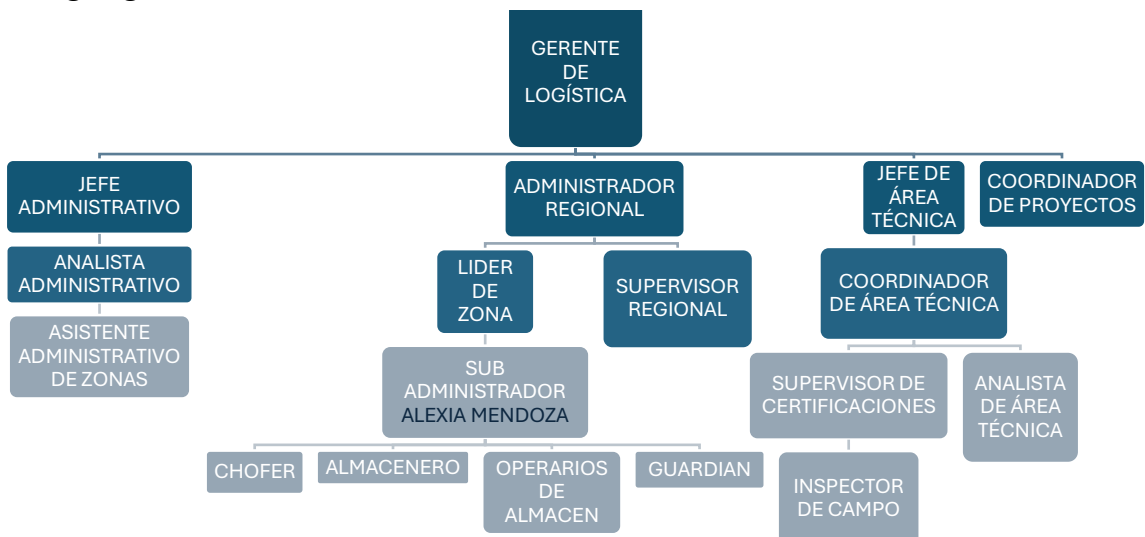 GERENTE
DE
LOGÍSTICA
JEFE
ADMINISTRATIVO
ADMINISTRADOR
REGIONAL
JEFE DE
ÁREA
TÉCNICA
COORDINADOR
DE PROYECTOS
ANALISTA
ADMINISTRATIVO
LIDER
DE
ZONA
SUPERVISOR
REGIONAL
COORDINADOR
DE ÁREA TÉCNICA
ASISTENTE
ADMINISTRATIVO
DE ZONAS
SUB
ADMINISTRADOR
ALEXIA MENDOZA
SUPERVISOR DE
CERTIFICACIONES
ANALISTA
DE ÁREA
TÉCNICA
CHOFER
ALMACENERO
OPERARIOS
DE
ALMACEN
GUARDIAN
INSPECTOR
DE CAMPO